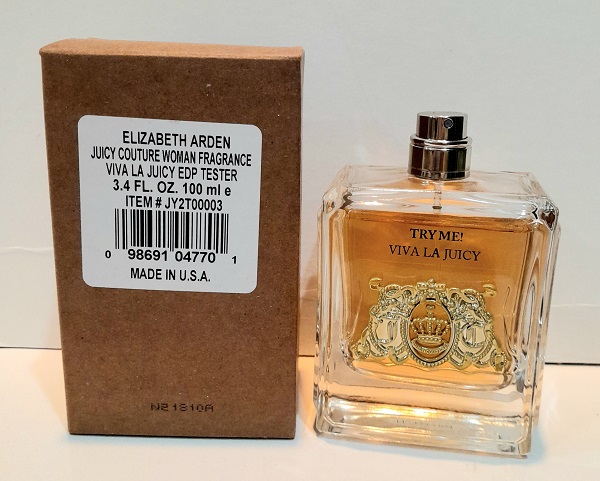 ELIZABETH ARDEN
JUICY COUTURE WOMAN FRAGRANCE
VIVA LA JUICY EDP TESTER
3.4 FL. OZ. 100 ml e
ITEM # JY2T00003
0 98691 04770 1
MADE IN U.S.A.
N21310A
TRY ME!
VIVA LA JUICY